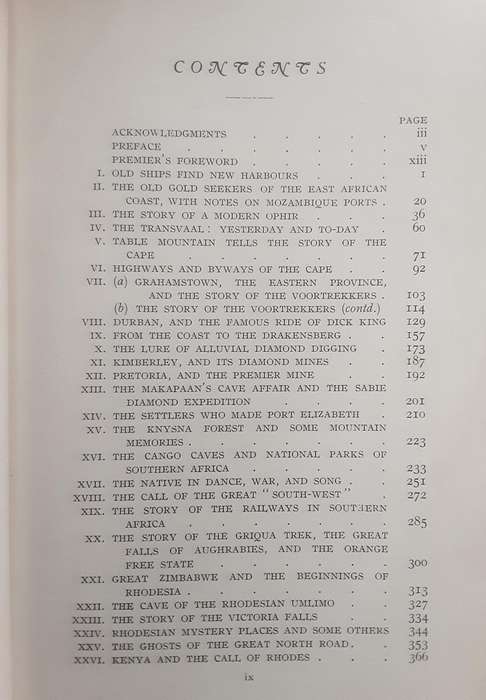 CONTENTS
PAGE
ACKNOWLEDGMENTS . . . . . iii
PREFACE . . . . . . v
PREMIER'S FOREWORD . . . . . xiii
I. OLD SHIPS FIND NEW HARBOURS . . . 1
II. THE OLD GOLD SEEKERS OF THE EAST AFRICAN
COAST, WITH NOTES ON MOZAMBIQUE PORTS . 20
III. THE STORY OF A MODERN OPHIR . . . 36
IV. THE TRANSVAAL: YESTERDAY AND TO-DAY . 60
V. TABLE MOUNTAIN TELLS THE STORY OF THE
CAPE . . . . . . 71
VI. HIGHWAYS AND BYWAYS OF THE CAPE . . 92
VII. (a) GRAHAMSTOWN, THE EASTERN PROVINCE,
AND THE STORY OF THE VOORTREKKERS . 103
(b) THE STORY OF THE VOORTREKKERS (contd.) 114
VIII. DURBAN, AND THE FAMOUS RIDE OF DICK KING 129
IX. FROM THE COAST TO THE DRAKENSBERG . . 157
X. THE LURE OF ALLUVIAL DIAMOND DIGGING . 173
XI. KIMBERLEY, AND ITS DIAMOND MINES . . 187
XII. PRETORIA, AND THE PREMIER MINE . . 192
XIII. THE MAKAPAAN'S CAVE AFFAIR AND THE SABIE
DIAMOND EXPEDITION . . . . 201
XIV. THE SETTLERS WHO MADE PORT ELIZABETH . 210
XV. THE KNYSNA FOREST AND SOME MOUNTAIN
MEMORIES . . . . . . 223
XVI. THE CANGO CAVES AND NATIONAL PARKS OF
SOUTHERN AFRICA . . . . . 233
XVII. THE NATIVE IN DANCE, WAR, AND SONG . . 251
XVIII. THE CALL OF THE GREAT "SOUTH-WEST" . 272
XIX. THE STORY OF THE RAILWAYS IN SOUTHERN
AFRICA . . . . . . 285
XX. THE STORY OF THE GRIQUA TREK, THE GREAT
FALLS OF AUGHRABIES, AND THE ORANGE
FREE STATE . . . . . . 300
XXI. GREAT ZIMBABWE AND THE BEGINNINGS OF
RHODESIA . . . . . . 313
XXII. THE CAVE OF THE RHODESIAN UMLIMO . . 327
XXIII. THE STORY OF THE VICTORIA FALLS . . 334
XXIV. RHODESIAN MYSTERY PLACES AND SOME OTHERS 344
XXV. THE GHOSTS OF THE GREAT NORTH ROAD . . 353
XXVI. KENYA AND THE CALL OF RHODES . . . 366
ix